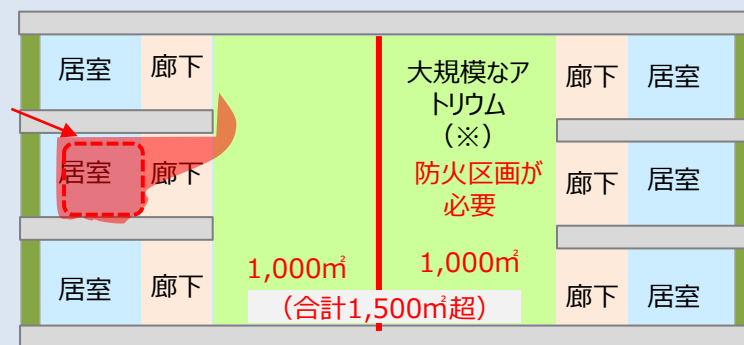 居室
廊下
大規模なア
トリウム
（※）
廊下
居室
居室
廊下
防火区画が
必要
廊下
居室
居室
廊下
1,000㎡
1,000㎡
廊下
居室
（合計1,500㎡超）